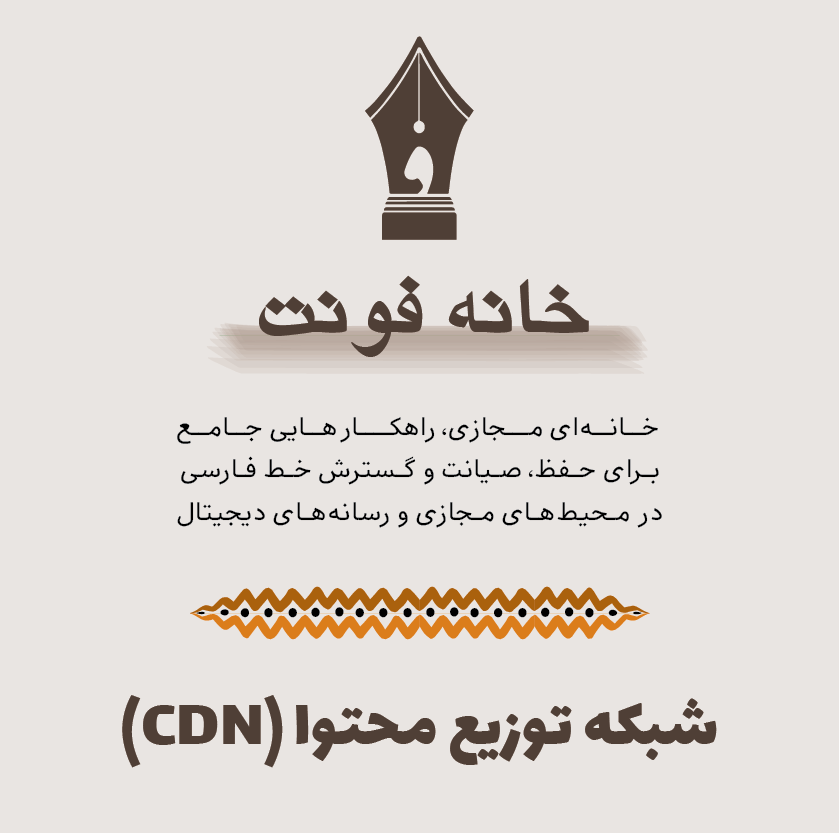 خانه فونت
خانه‌ای مجازی، راهکارهایی جامع
برای حفظ، صیانت و گسترش خط فارسی
در محیط‌های مجازی و رسانه‌های دیجیتال
شبکه توزیع محتوا (CDN)